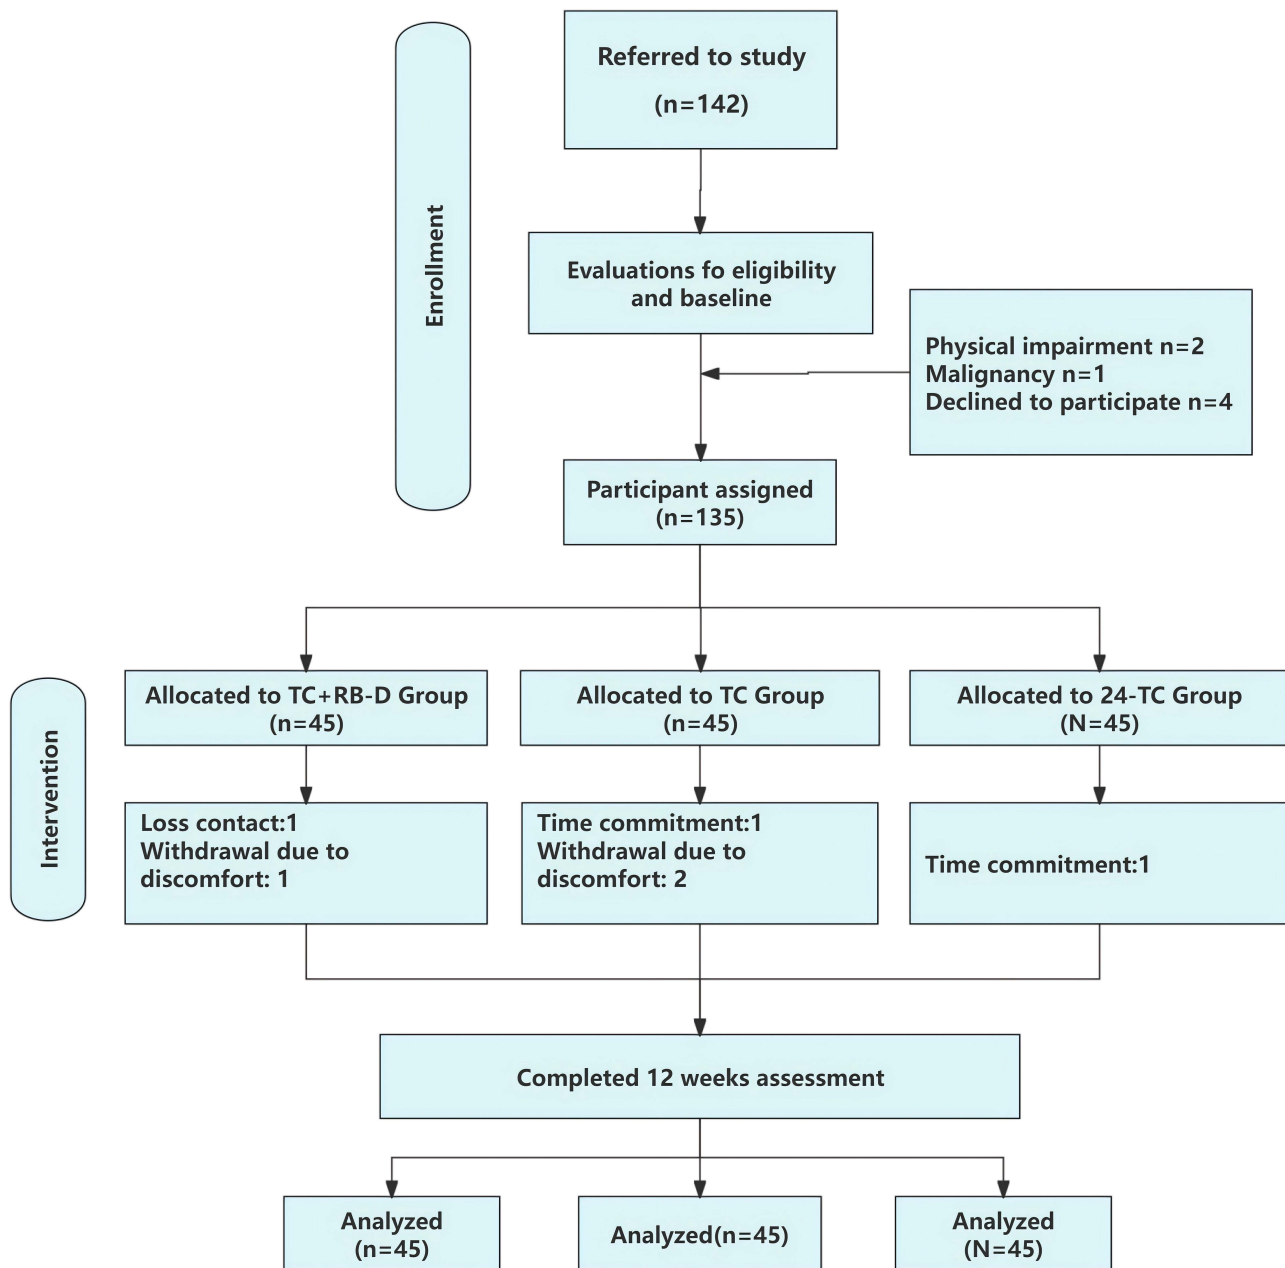 Enrollment
Referred to study
(n=142)
Evaluations fo eligibility
and baseline
Physical impairment n=2
Malignancy n=1
Declined to participate n=4
Participant assigned
(n=135)
Intervention
Allocated to TC+RB-D Group
(n=45)
Allocated to TC Group
(n=45)
Allocated to 24-TC Group
(N=45)
Loss contact:1
Withdrawal due to
discomfort: 1
Time commitment:1
Withdrawal due to
discomfort: 2
Time commitment:1
Completed 12 weeks assessment
Analyzed
(n=45)
Analyzed(n=45)
Analyzed
(N=45)